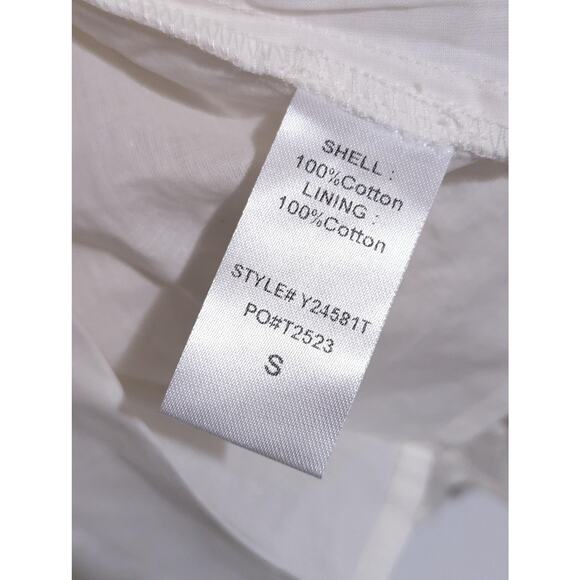 SHELL :
100%Cotton
LINING :
100%Cotton
STYLE# Y24581T
PO#T2523
S